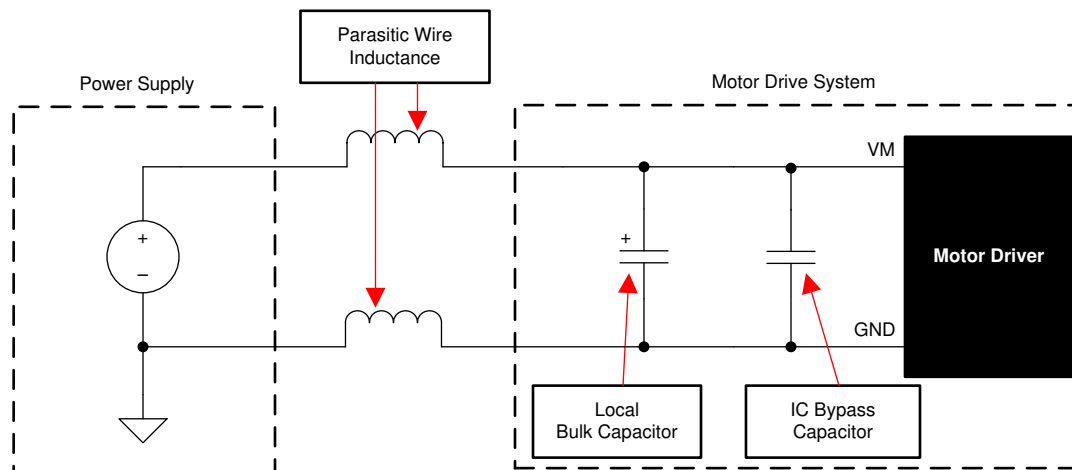 Parasitic Wire
Inductance
Power Supply
Motor Drive System
VM
+
–
+
Motor Driver
GND
Local
Bulk Capacitor
IC Bypass
Capacitor